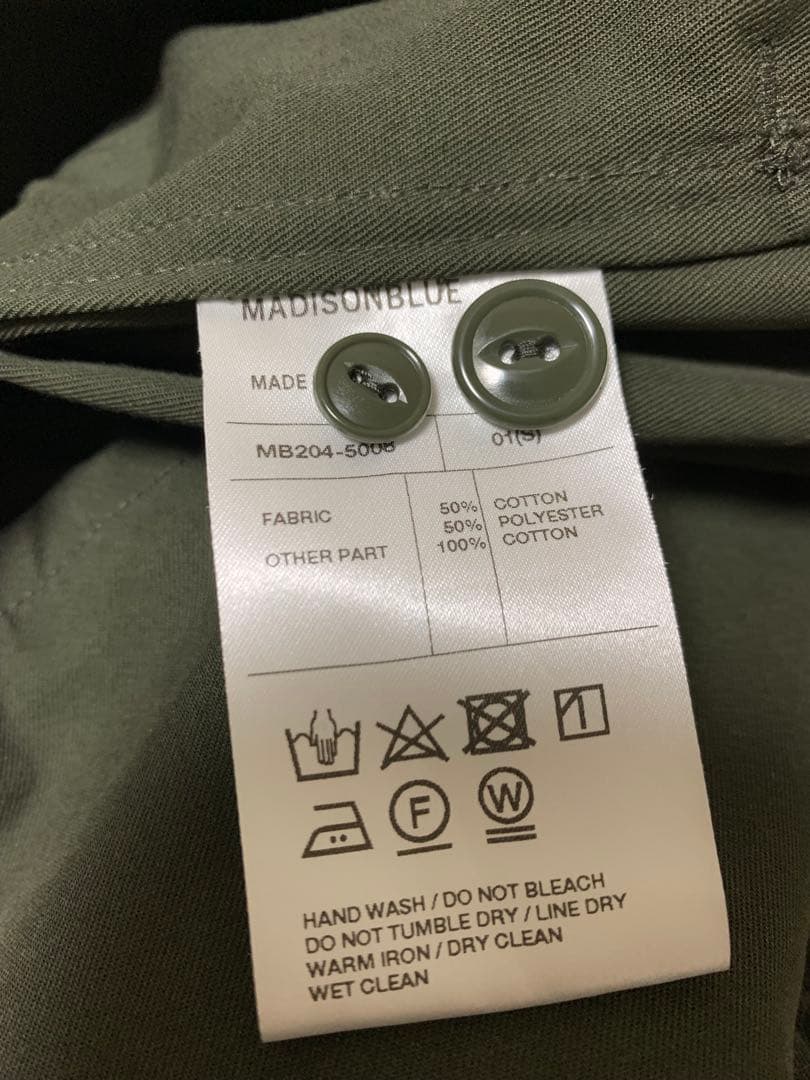 MADISONBLUE
MADE
MB204-5008 01(S)
FABRIC 50% COTTON
50% POLYESTER
OTHER PART 100% COTTON
F W
HAND WASH / DO NOT BLEACH
DO NOT TUMBLE DRY / LINE DRY
WARM IRON / DRY CLEAN
WET CLEAN